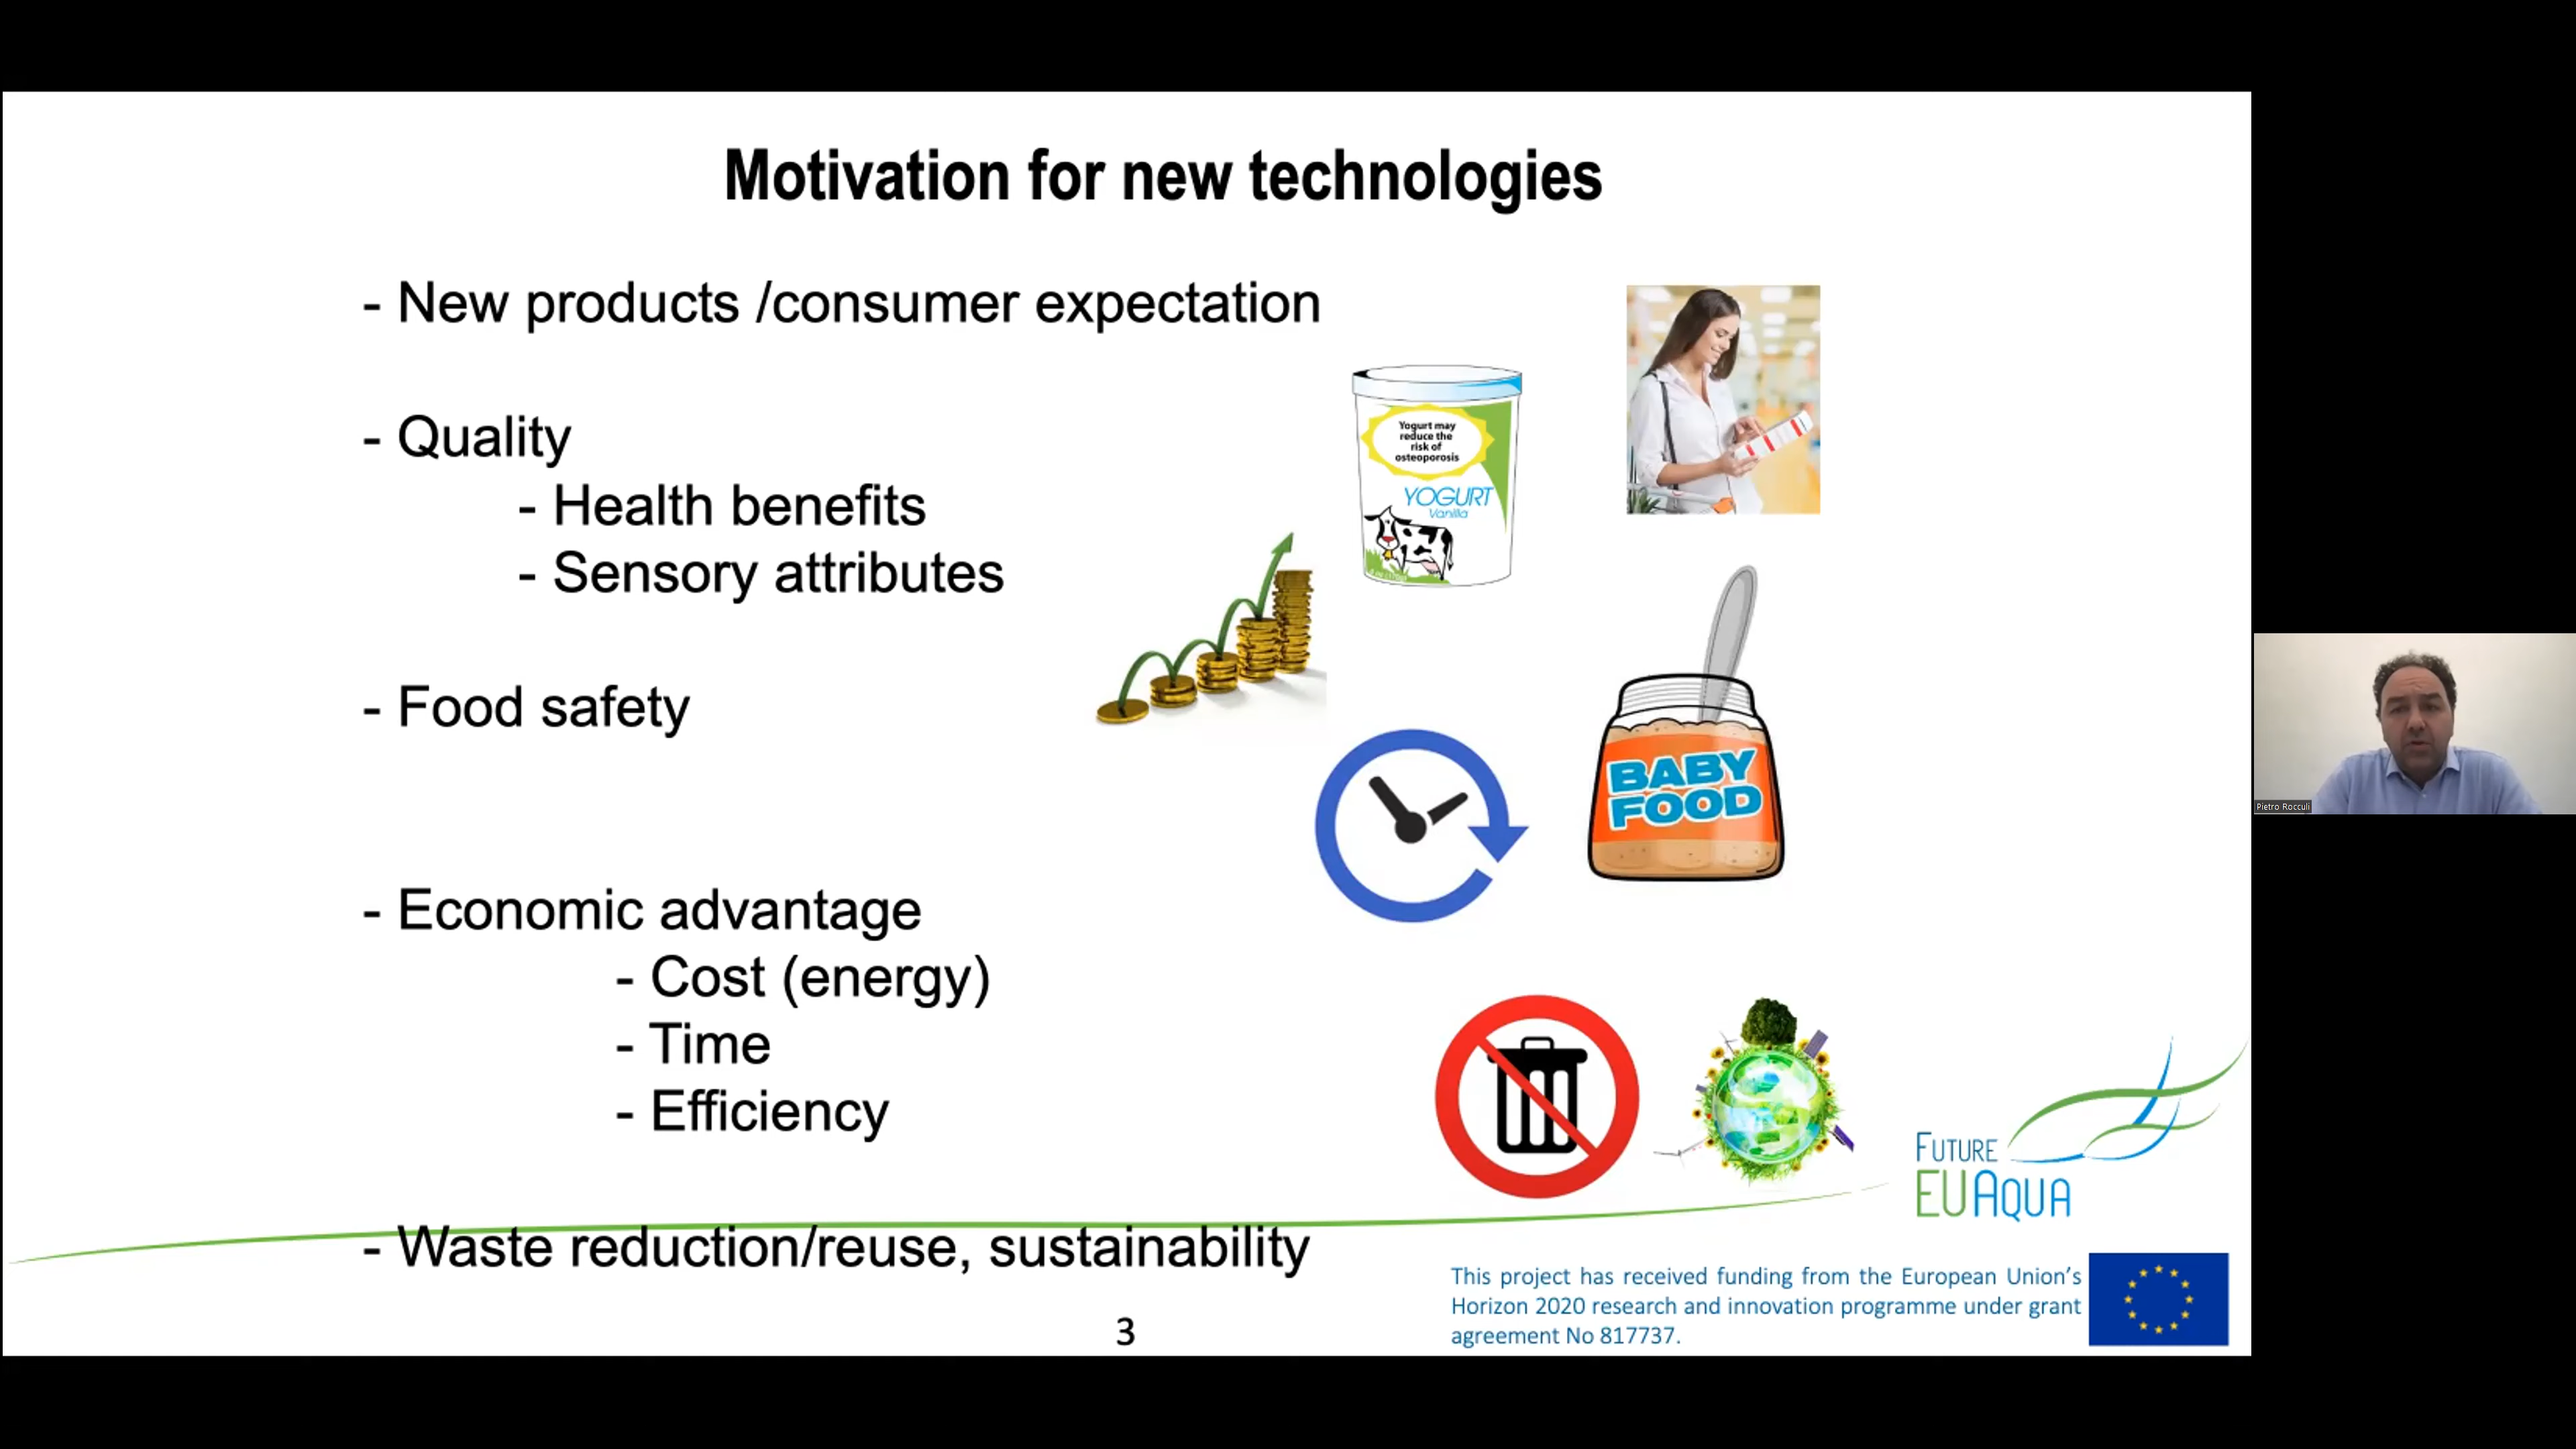 Motivation for new technologies
- New products /consumer expectation
- Quality
- Health benefits
- Sensory attributes
- Food safety
- Economic advantage
- Cost (energy)
- Time
- Efficiency
- Waste reduction/reuse, sustainability
Yogurt may
reduce the
risk of
osteoporosis
YOGURT
Vanilla
BABY
FOOD
FUTURE
EUAQUA
This project has received funding from the European Union’s
Horizon 2020 research and innovation programme under grant
agreement No 817737.
3
Pietro Rocculi